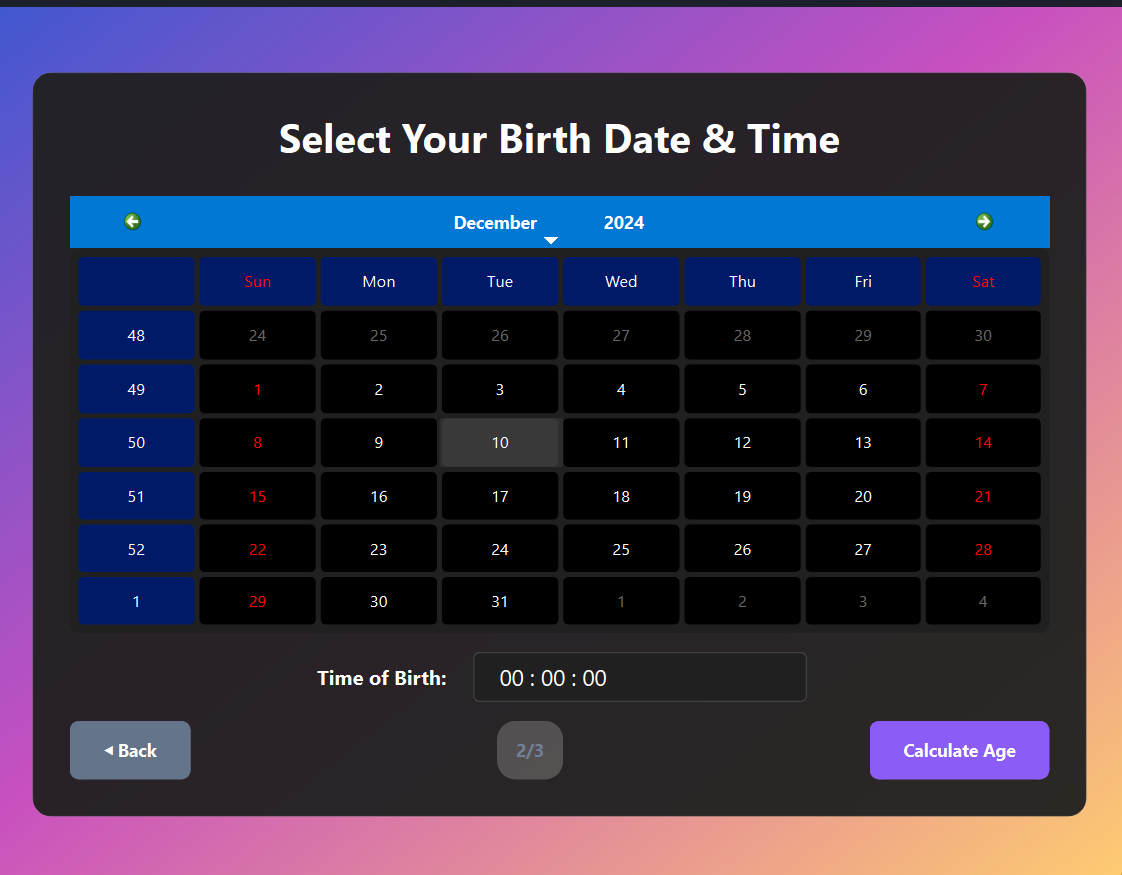 Select Your Birth Date & Time
December 2024
Sun Mon Tue Wed Thu Fri Sat
48 24 25 26 27 28 29 30
49 1 2 3 4 5 6 7
50 8 9 10 11 12 13 14
51 15 16 17 18 19 20 21
52 22 23 24 25 26 27 28
1 29 30 31 1 2 3 4
Time of Birth: 00 : 00 : 00
Back 2/3 Calculate Age